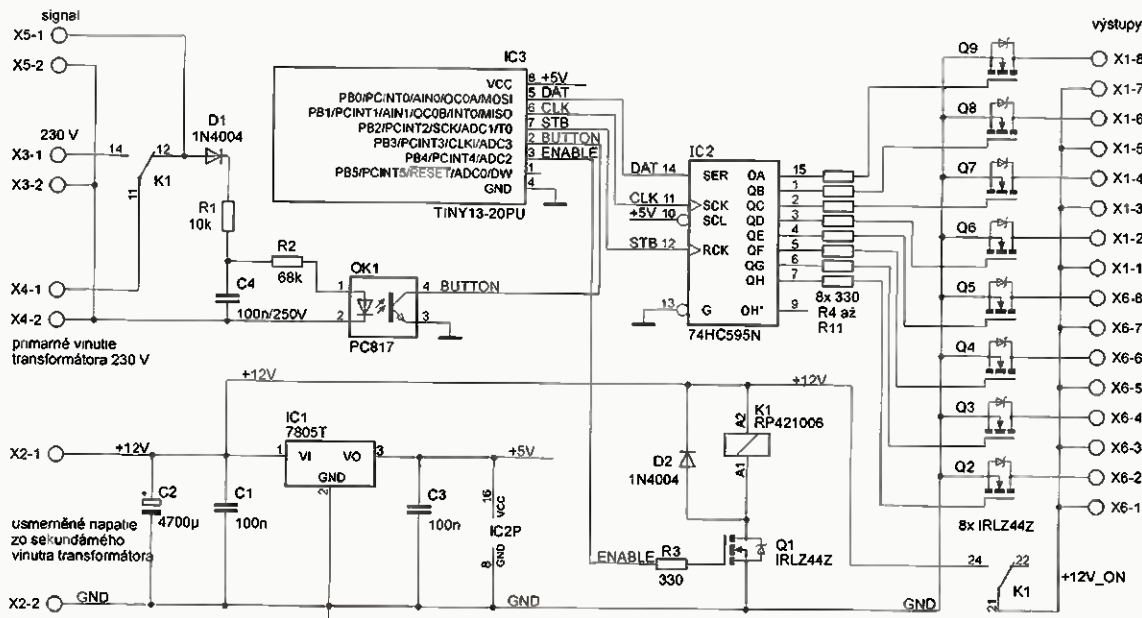 signal
X5-1
X5-2
230 V
X3-1
X3-2
X4-1
X4-2
primárné vinutie
transformátora 230 V
14
12
11
K1
D1
1N4004
R1
10k
R2
68k
C4
100n/250V
OK1
1
2
4
3
PC817
BUTTON
IC3
VCC
PB0/PCINT0/AIN0/OC0A/MOSI
PB1/PCINT1/AIN1/OC0B/INT0/MISO
PB2/PCINT2/SCK/ADC1/T0
PB3/PCINT3/CLKI/ADC3
PB4/PCINT4/ADC2
PB5/PCINT5/RESET/ADC0/DW
GND
8 +5V
5 DAT
6 CLK
7 STB
2 BUTTON
3 ENABLE
1
4
TINY13-20PU
IC2
DAT 14
CLK 11
+5V 10
STB 12
13
SER
SCK
SCL
RCK
G
QA
QB
QC
QD
QE
QF
QG
QH
QH*
15
1
2
3
4
5
6
7
9
74HC595N
8x 330
R4 až
R11
výstupy
Q9
Q8
Q7
Q6
Q5
Q4
Q3
Q2
8x IRLZ44Z
X1-8
X1-7
X1-6
X1-5
X1-4
X1-3
X1-2
X1-1
X6-8
X6-7
X6-6
X6-5
X6-4
X6-3
X6-2
X6-1
+12V
+12V
X2-1
+12V
C2
4700µ
+
C1
100n
IC1
7805T
1
VI
VO
3
GND
2
+5V
C3
100n
16
VCC
IC2P
8
GND
usmerněné napatie
zo sekundárného
vinutra transformátora
X2-2
GND
GND
GND
D2
1N4004
A2
A1
K1
RP421006
ENABLE
R3
330
Q1
IRLZ44Z
24
22
21
K1
+12V_ON